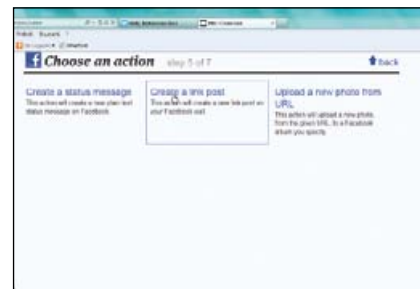 Choose an action step 5 of 7
back
Create a status message
This action will create a new plain text
status message on Facebook
Create a link post
This action will create a new link post on
your Facebook wall
Upload a new photo from
URL
This action will upload a new photo,
from the given URL, to a Facebook
album you specify